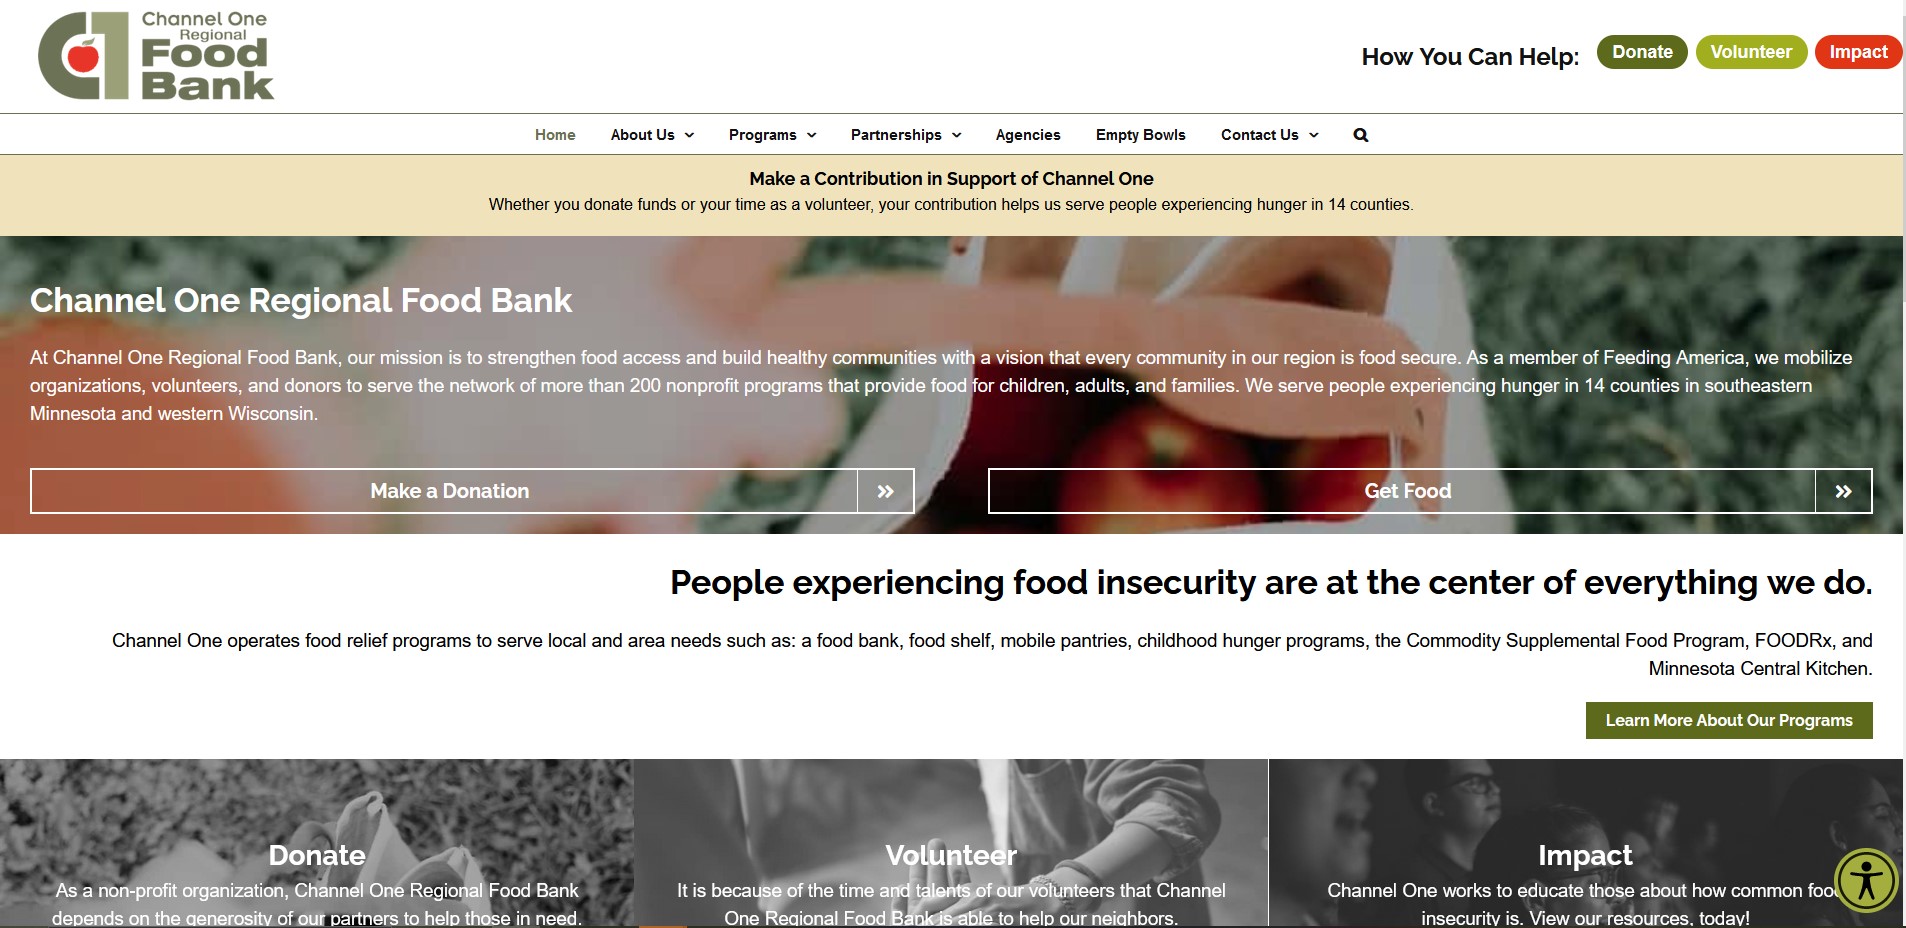 Channel One
Regional
Food
Bank
How You Can Help:
Donate
Volunteer
Impact
Home
About Us
Programs
Partnerships
Agencies
Empty Bowls
Contact Us
Make a Contribution in Support of Channel One
Whether you donate funds or your time as a volunteer, your contribution helps us serve people experiencing hunger in 14 counties.
Channel One Regional Food Bank
At Channel One Regional Food Bank, our mission is to strengthen food access and build healthy communities with a vision that every community in our region is food secure. As a member of Feeding America, we mobilize
organizations, volunteers, and donors to serve the network of more than 200 nonprofit programs that provide food for children, adults, and families. We serve people experiencing hunger in 14 counties in southeastern
Minnesota and western Wisconsin.
Make a Donation
Get Food
People experiencing food insecurity are at the center of everything we do.
Channel One operates food relief programs to serve local and area needs such as: a food bank, food shelf, mobile pantries, childhood hunger programs, the Commodity Supplemental Food Program, FOODRx, and
Minnesota Central Kitchen.
Learn More About Our Programs
Donate
As a non-profit organization, Channel One Regional Food Bank
depends on the generosity of our partners to help those in need.
Volunteer
It is because of the time and talents of our volunteers that Channel
One Regional Food Bank is able to help our neighbors.
Impact
Channel One works to educate those about how common foo
insecurity is. View our resources, today!